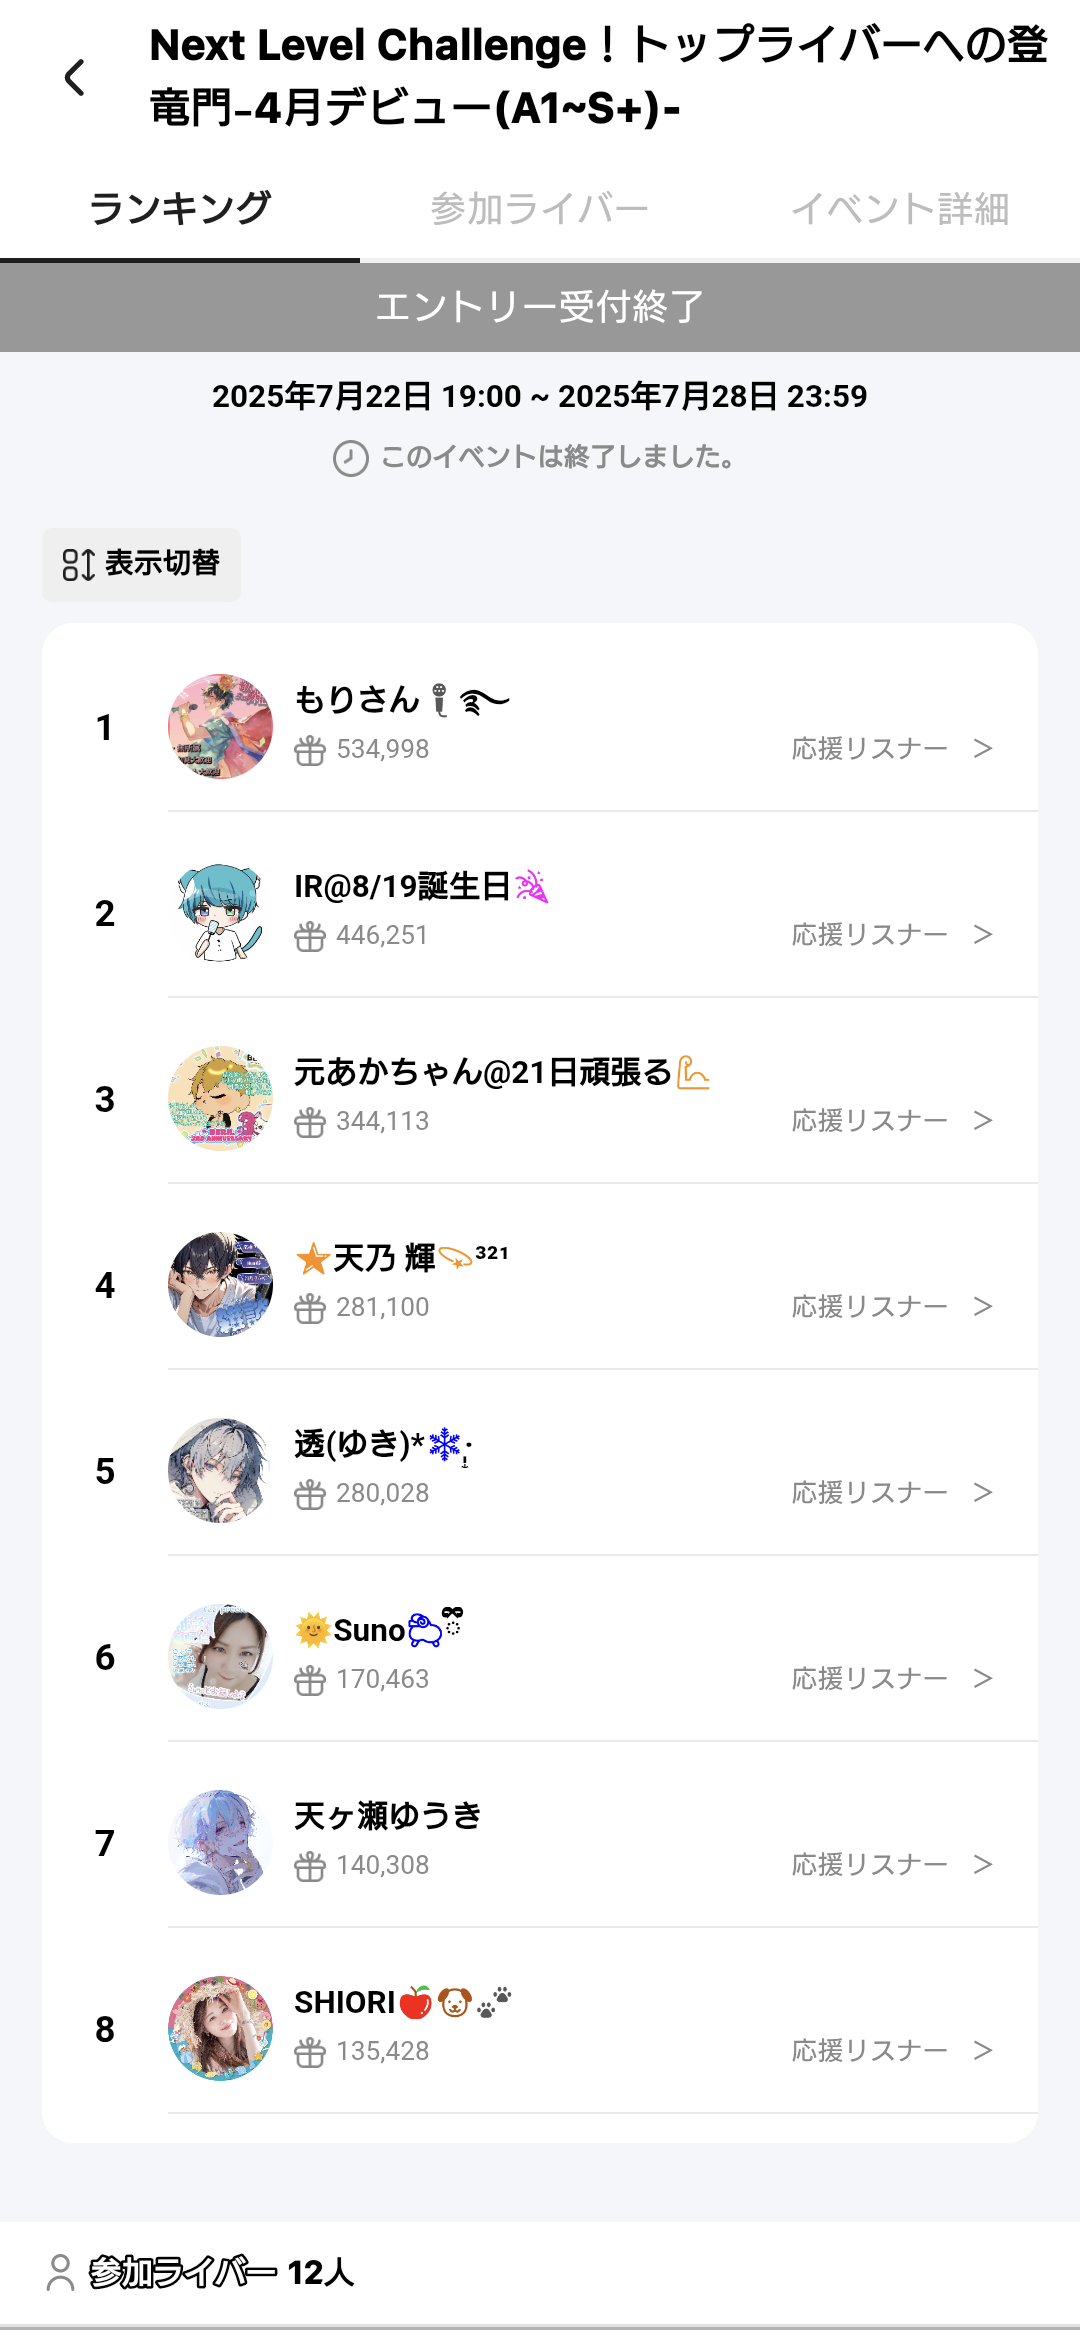 Next Level Challenge！トップライバーへの登
竜門-4月デビュー(A1~S+)-
ランキング
参加ライバー
イベント詳細
エントリー受付終了
2025年7月22日 19:00 ~ 2025年7月28日 23:59
このイベントは終了しました。
表示切替
1
もりさん🎙️
534,998
応援リスナー >
2
IR@8/19誕生日🎉
446,251
応援リスナー >
3
元あかちゃん@21日頑張る💪
344,113
応援リスナー >
4
⭐天乃 輝💫³²¹
281,100
応援リスナー >
5
透(ゆき)*❄
280,028
応援リスナー >
6
🌞Suno🐏
170,463
応援リスナー >
7
天ヶ瀬ゆうき
140,308
応援リスナー >
8
SHIORI🍎🐶🐾
135,428
応援リスナー >
参加ライバー 12人